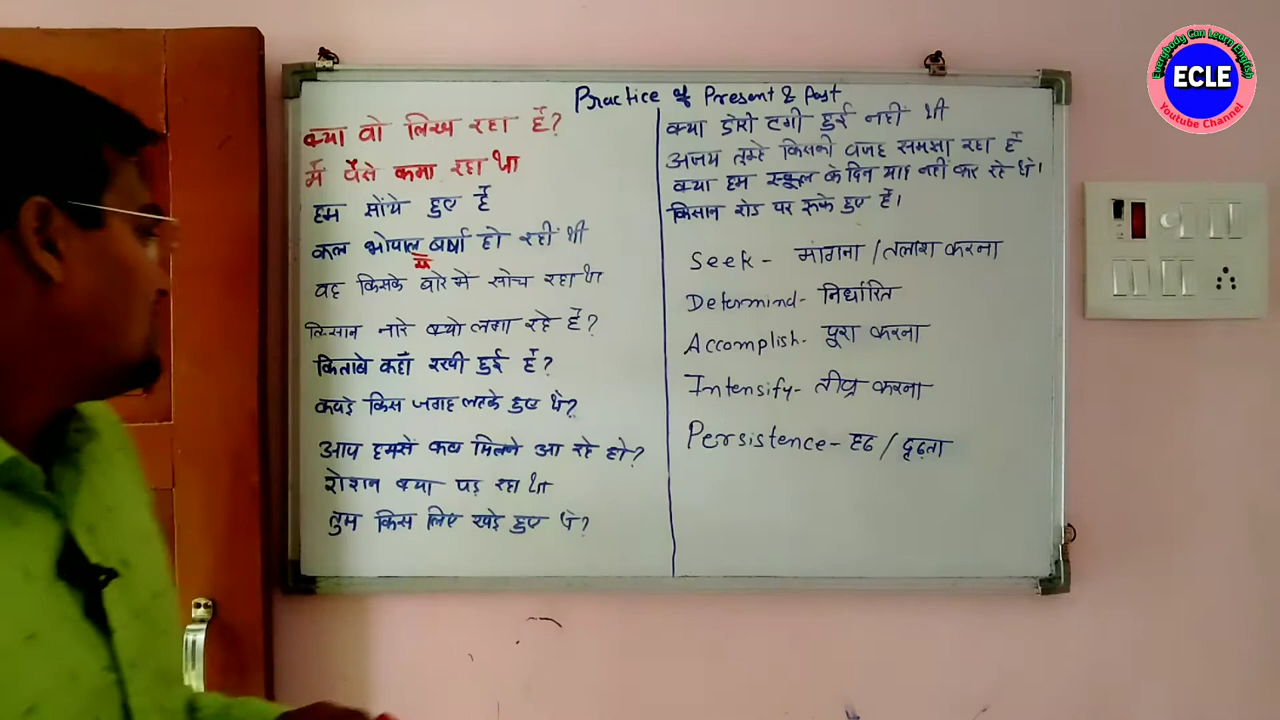 Practice of Present & Past
क्या वो लिख रहा हैं?
में पैसे कमा रहा था
हम सोंये हुए हैं
कल भोपाल में वर्षा हो रहीं थी
वह किसके वारे में सोच रहा था
किसान नारे क्यो लगा रहे हैं?
किताबे कहाँ रखी हुई हैं?
कपड़े किस जगह लटके हुए थे?
आप हमसें कब मिलने आ रहे हो?
रोशन क्या पड़ रहा था
तुम किस लिए खड़े हुए थे?
क्या डोरी टगी हुई नहीं थी
अजय तुम्हे किसकी वजह समझा रहा हैं
क्या हम स्कूल के दिन याद नहीं कर रहे थे।
किसान रोड पर रूके हुए हैं।
Seek - मांगना / तलाश करना
Determind - निर्धारित
Accomplish - पूरा करना
Intensify - तीव्र करना
Persistence - हठ / दृढ़ता
Everybody Can Learn English
ECLE
Youtube Channel